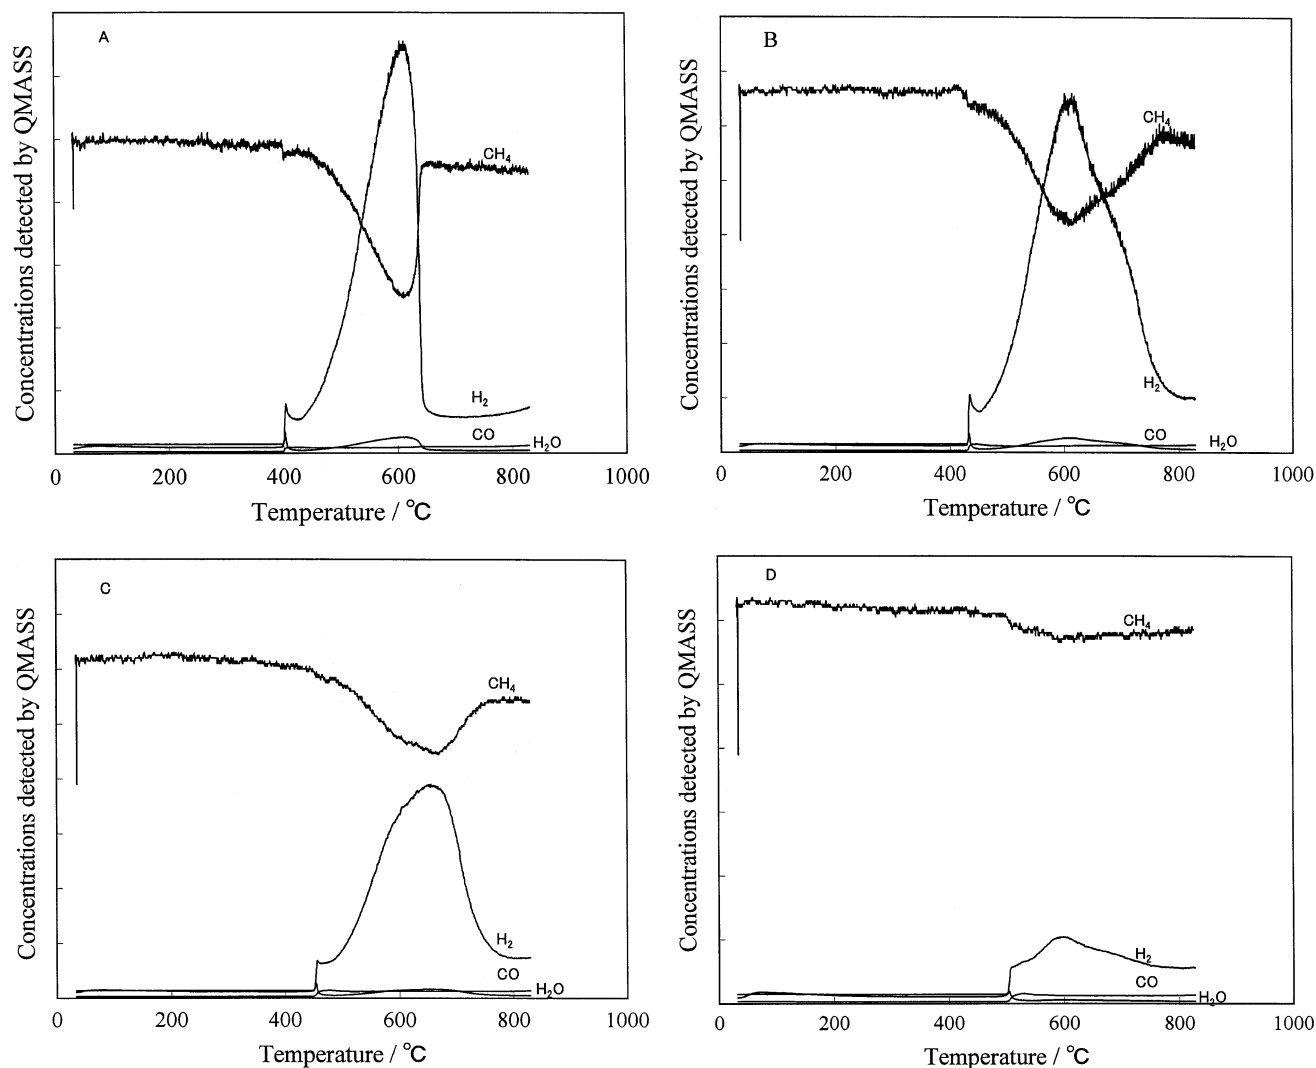 A
Concentrations detected by QMASS
CH4
H2
CO
H2O
0 200 400 600 800 1000
Temperature / ℃
B
Concentrations detected by QMASS
CH4
H2
CO
H2O
0 200 400 600 800 1000
Temperature / ℃
C
Concentrations detected by QMASS
CH4
H2
CO
H2O
0 200 400 600 800 1000
Temperature / ℃
D
Concentrations detected by QMASS
CH4
H2
CO
H2O
0 200 400 600 800 1000
Temperature / ℃